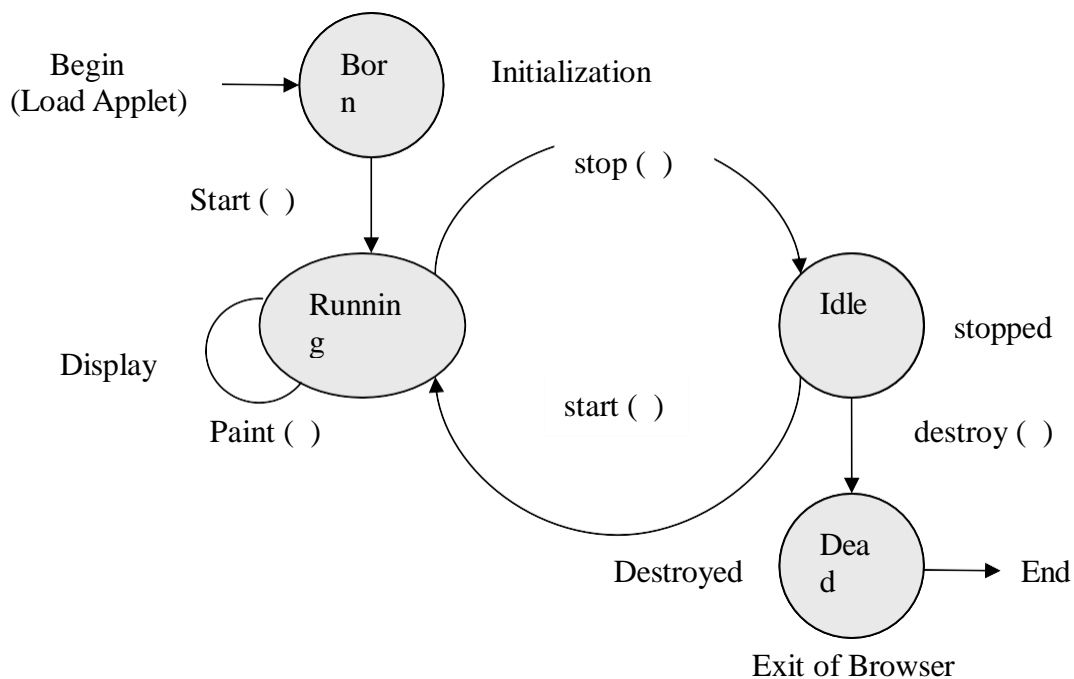 Begin
(Load Applet)
Bor
n
Initialization
stop (  )
Start (  )
Runnin
g
Idle
stopped
Display
start (  )
Paint (  )
destroy (  )
Dea
d
Destroyed
End
Exit of Browser